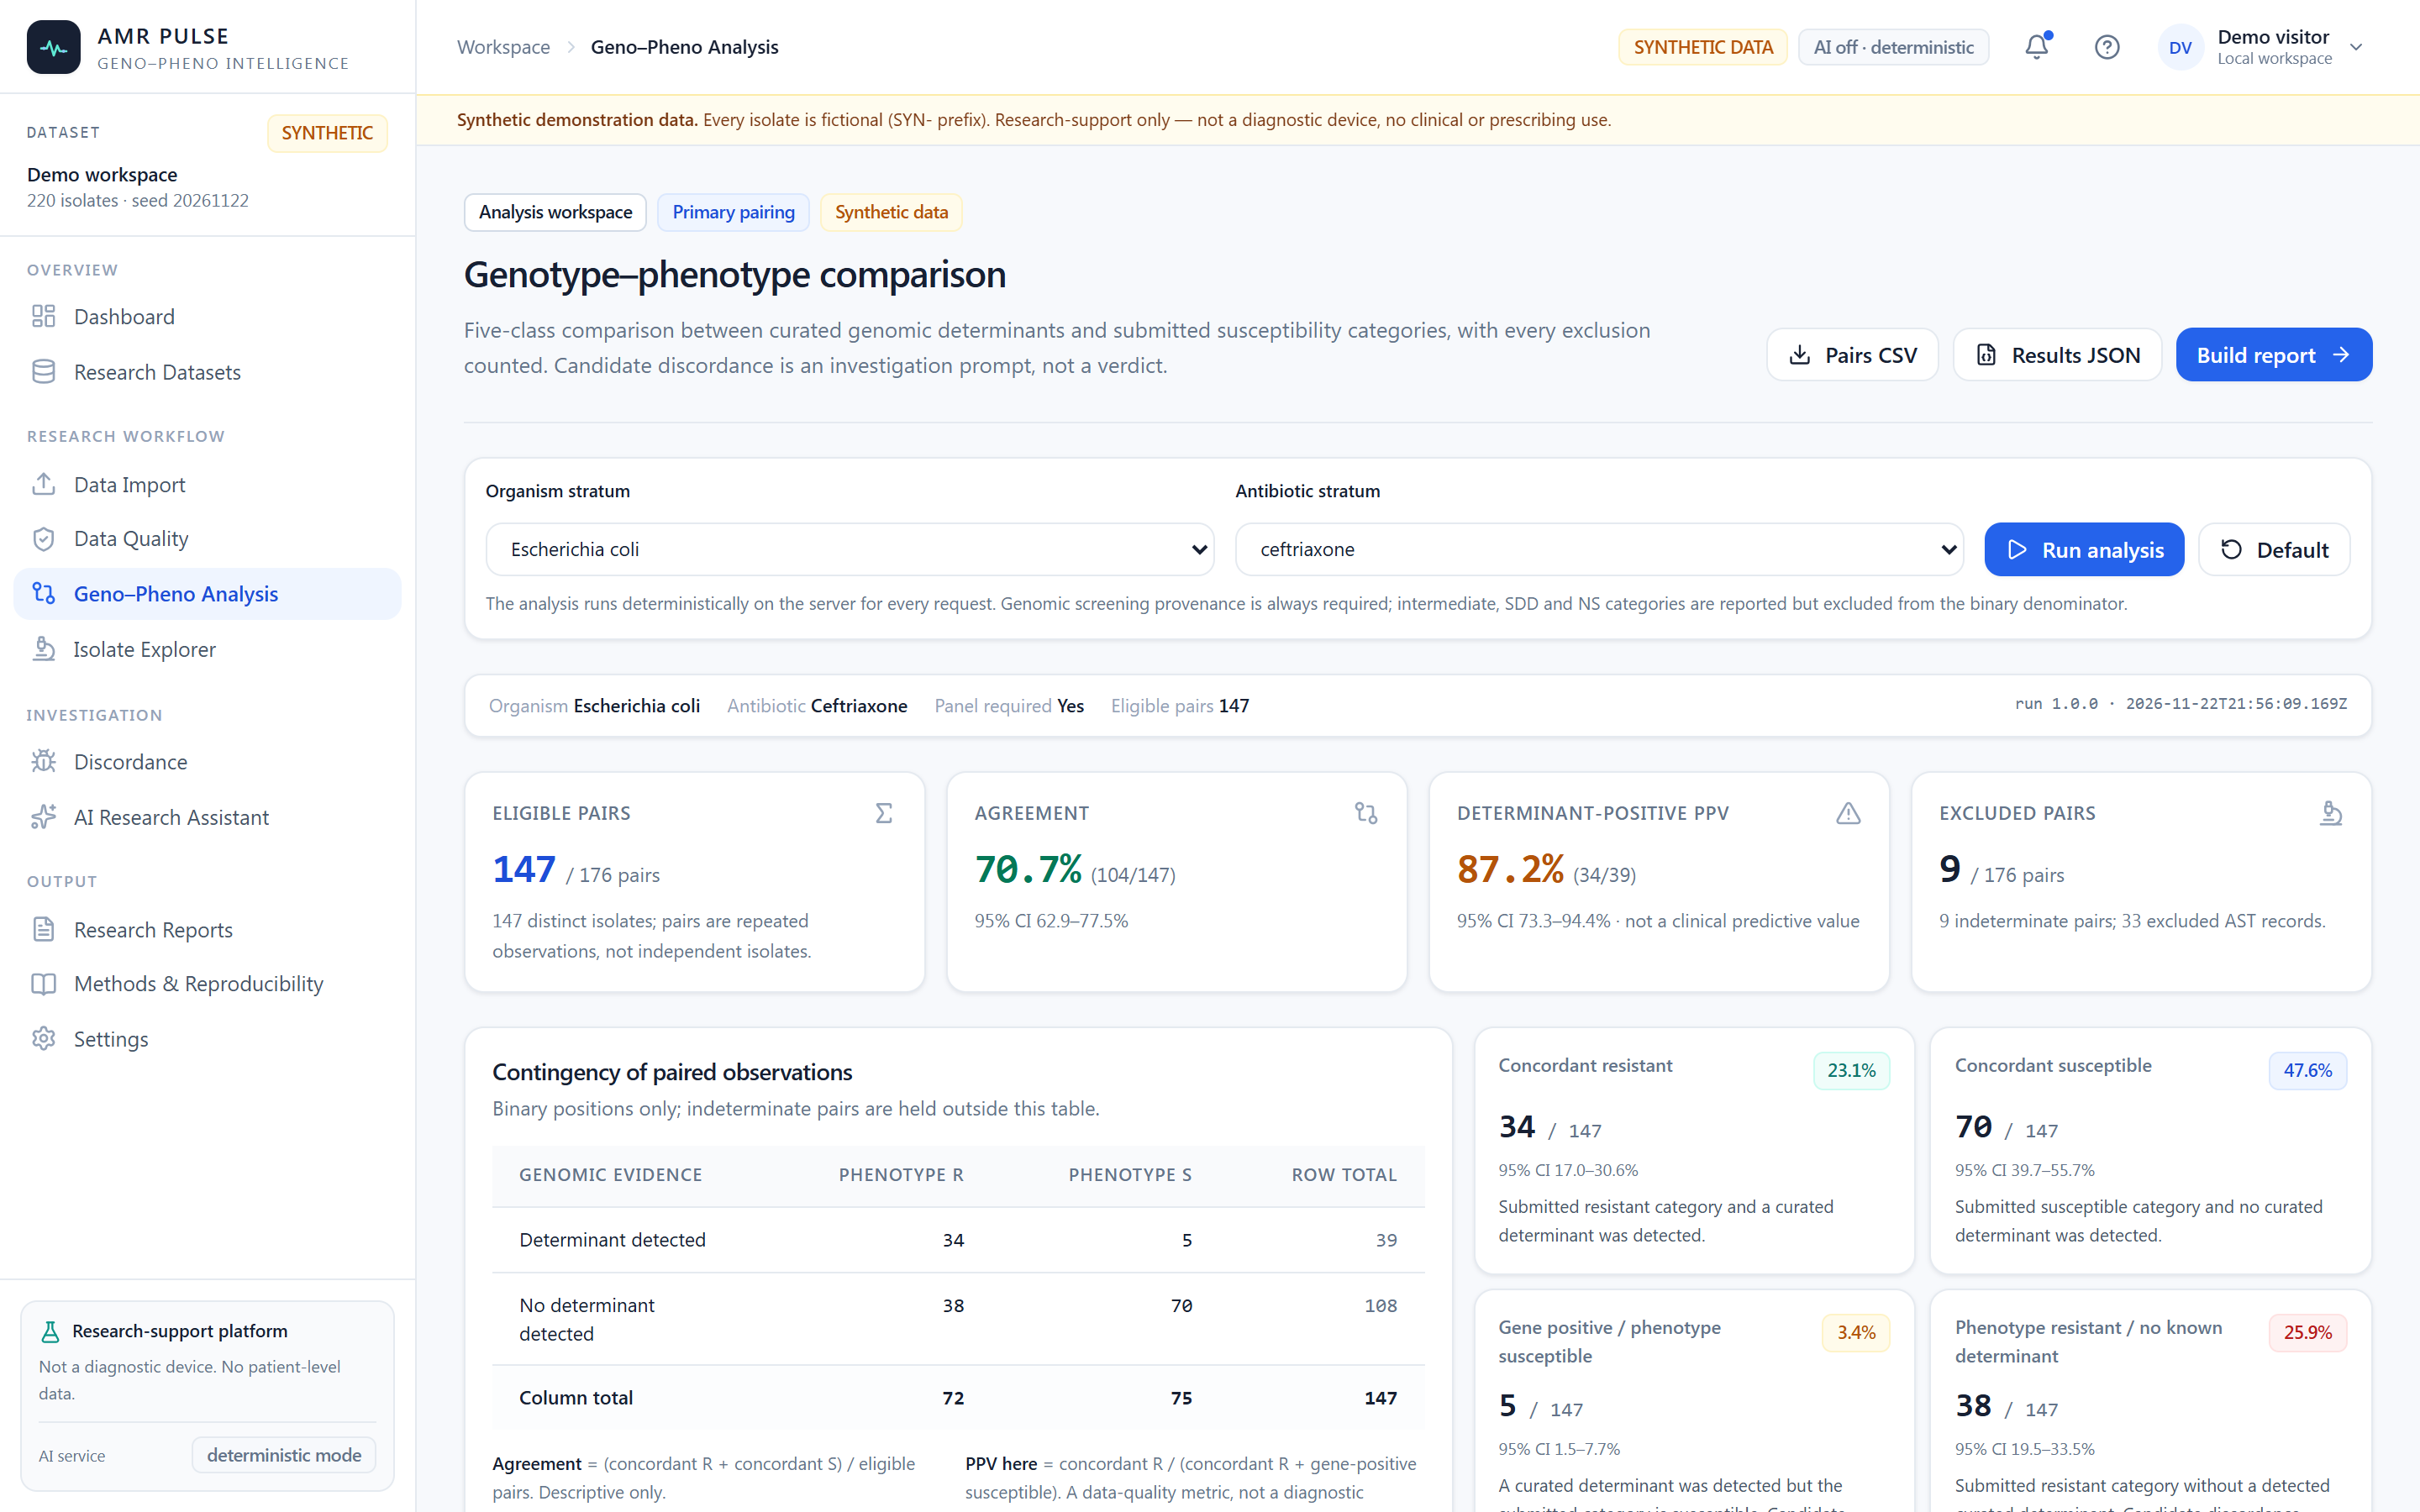 AMR PULSE
GENO–PHENO INTELLIGENCE
DATASET
SYNTHETIC
Demo workspace
220 isolates · seed 20261122
OVERVIEW
Dashboard
Research Datasets
RESEARCH WORKFLOW
Data Import
Data Quality
Geno–Pheno Analysis
Isolate Explorer
INVESTIGATION
Discordance
AI Research Assistant
OUTPUT
Research Reports
Methods & Reproducibility
Settings
Research-support platform
Not a diagnostic device. No patient-level
data.
AI service
deterministic mode
Workspace
Geno–Pheno Analysis
SYNTHETIC DATA
AI off · deterministic
DV
Demo visitor
Local workspace
Synthetic demonstration data. Every isolate is fictional (SYN- prefix). Research-support only — not a diagnostic device, no clinical or prescribing use.
Analysis workspace
Primary pairing
Synthetic data
Genotype–phenotype comparison
Five-class comparison between curated genomic determinants and submitted susceptibility categories, with every exclusion
counted. Candidate discordance is an investigation prompt, not a verdict.
Pairs CSV
Results JSON
Build report
Organism stratum
Antibiotic stratum
Escherichia coli
ceftriaxone
Run analysis
Default
The analysis runs deterministically on the server for every request. Genomic screening provenance is always required; intermediate, SDD and NS categories are reported but excluded from the binary denominator.
Organism Escherichia coli
Antibiotic Ceftriaxone
Panel required Yes
Eligible pairs 147
run 1.0.0 · 2026-11-22T21:56:09.169Z
ELIGIBLE PAIRS
147 / 176 pairs
147 distinct isolates; pairs are repeated
observations, not independent isolates.
AGREEMENT
70.7% (104/147)
95% CI 62.9–77.5%
DETERMINANT-POSITIVE PPV
87.2% (34/39)
95% CI 73.3–94.4% · not a clinical predictive value
EXCLUDED PAIRS
9 / 176 pairs
9 indeterminate pairs; 33 excluded AST records.
Contingency of paired observations
Binary positions only; indeterminate pairs are held outside this table.
GENOMIC EVIDENCE PHENOTYPE R PHENOTYPE S ROW TOTAL
Determinant detected 34 5 39
No determinant
detected 38 70 108
Column total 72 75 147
Agreement = (concordant R + concordant S) / eligible
pairs. Descriptive only.
PPV here = concordant R / (concordant R + gene-positive
susceptible). A data-quality metric, not a diagnostic
Concordant resistant
23.1%
34 / 147
95% CI 17.0–30.6%
Submitted resistant category and a curated
determinant was detected.
Concordant susceptible
47.6%
70 / 147
95% CI 39.7–55.7%
Submitted susceptible category and no curated
determinant was detected.
Gene positive / phenotype
susceptible
3.4%
5 / 147
95% CI 1.5–7.7%
A curated determinant was detected but the
Phenotype resistant / no known
determinant
25.9%
38 / 147
95% CI 19.5–33.5%
Submitted resistant category without a detected